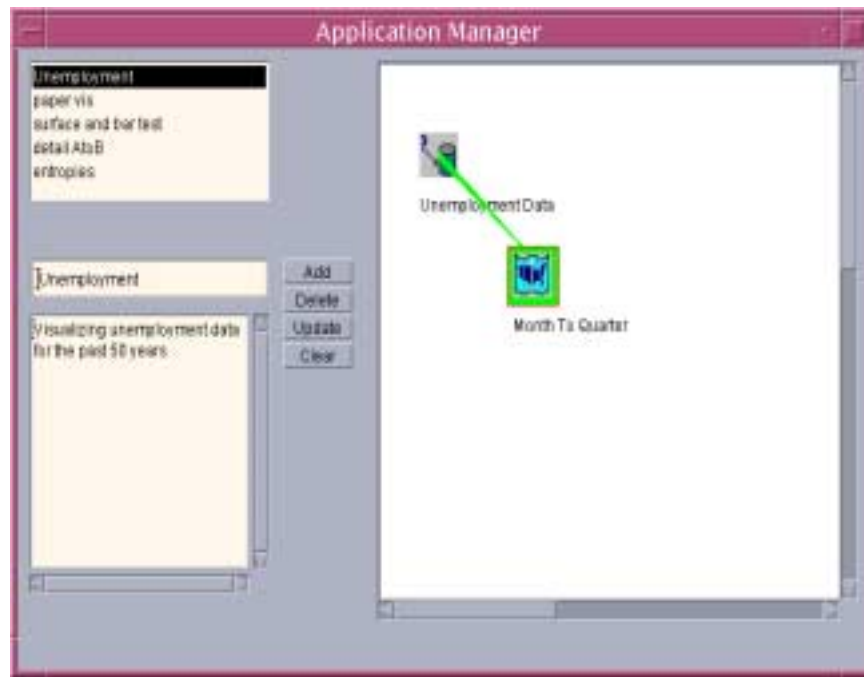 Application Manager
Unemployment
paper vis
surface and bar test
detail AtoB
entropies
Unemployment
Add
Delete
Update
Clear
Visualizing unemployment data
for the past 50 years
Unemployment Data
Month To Quarter